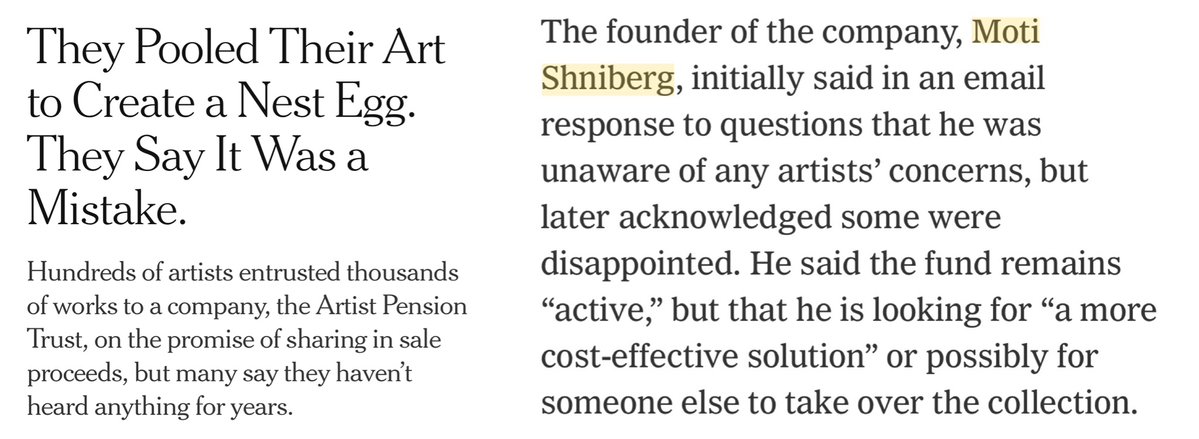 They Pooled Their Art
to Create a Nest Egg.
They Say It Was a
Mistake.
Hundreds of artists entrusted thousands
of works to a company, the Artist Pension
Trust, on the promise of sharing in sale
proceeds, but many say they haven’t
heard anything for years.
The founder of the company, Moti
Shniberg, initially said in an email
response to questions that he was
unaware of any artists’ concerns, but
later acknowledged some were
disappointed. He said the fund remains
“active,” but that he is looking for “a more
cost-effective solution” or possibly for
someone else to take over the collection.